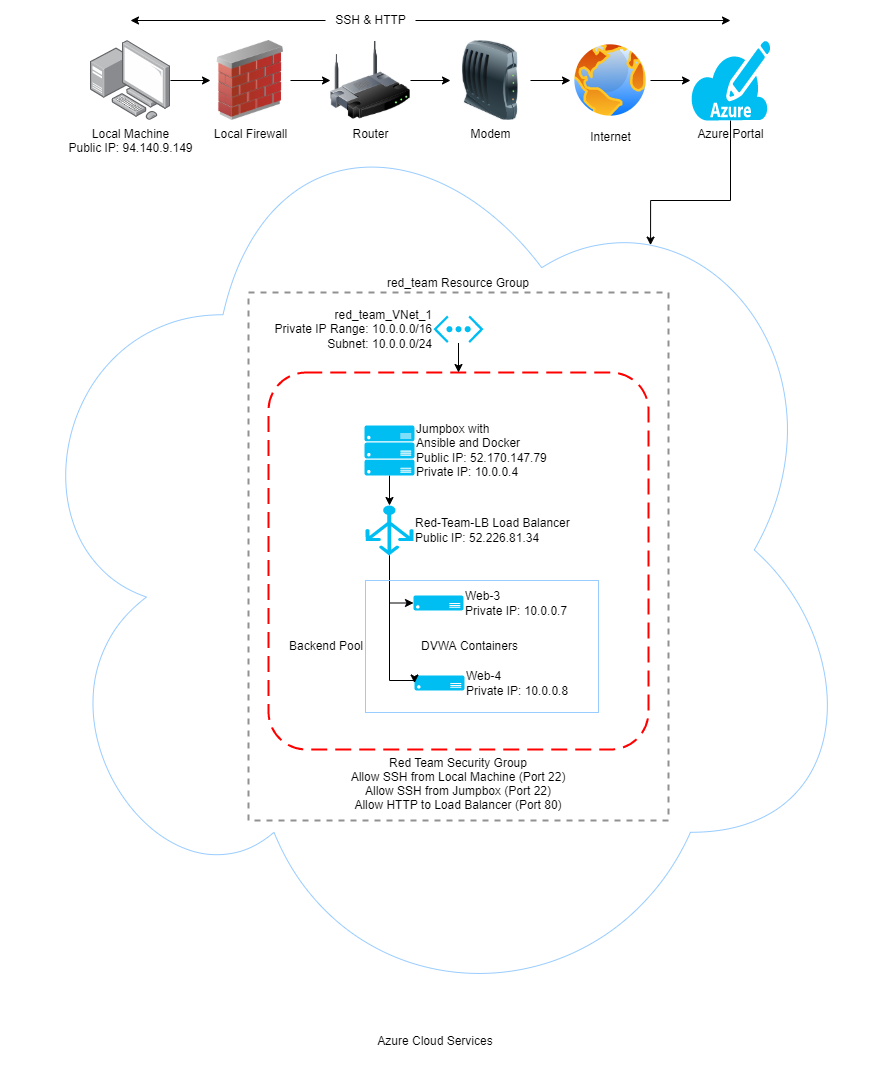 SSH & HTTP
Azure
Local Machine
Public IP: 94.140.9.149
Local Firewall
Router
Modem
Internet
Azure Portal
red_team Resource Group
red_team_VNet_1
Private IP Range: 10.0.0.0/16
Subnet: 10.0.0.0/24
Jumpbox with
Ansible and Docker
Public IP: 52.170.147.79
Private IP: 10.0.0.4
Red-Team-LB Load Balancer
Public IP: 52.226.81.34
Web-3
Private IP: 10.0.0.7
Backend Pool
DVWA Containers
Web-4
Private IP: 10.0.0.8
Red Team Security Group
Allow SSH from Local Machine (Port 22)
Allow SSH from Jumpbox (Port 22)
Allow HTTP to Load Balancer (Port 80)
Azure Cloud Services